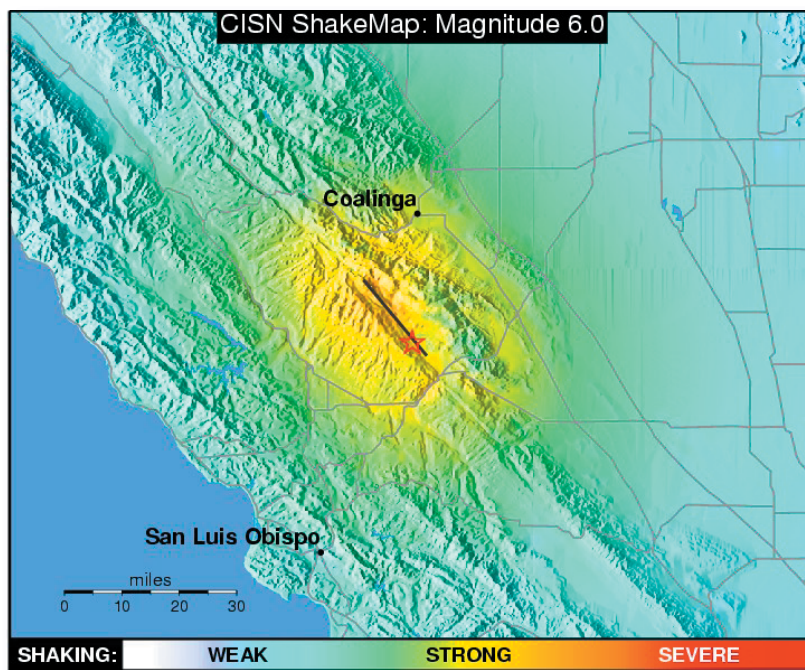 CISN ShakeMap: Magnitude 6.0
Coalinga
San Luis Obispo
miles
0 10 20 30
SHAKING: WEAK STRONG SEVERE